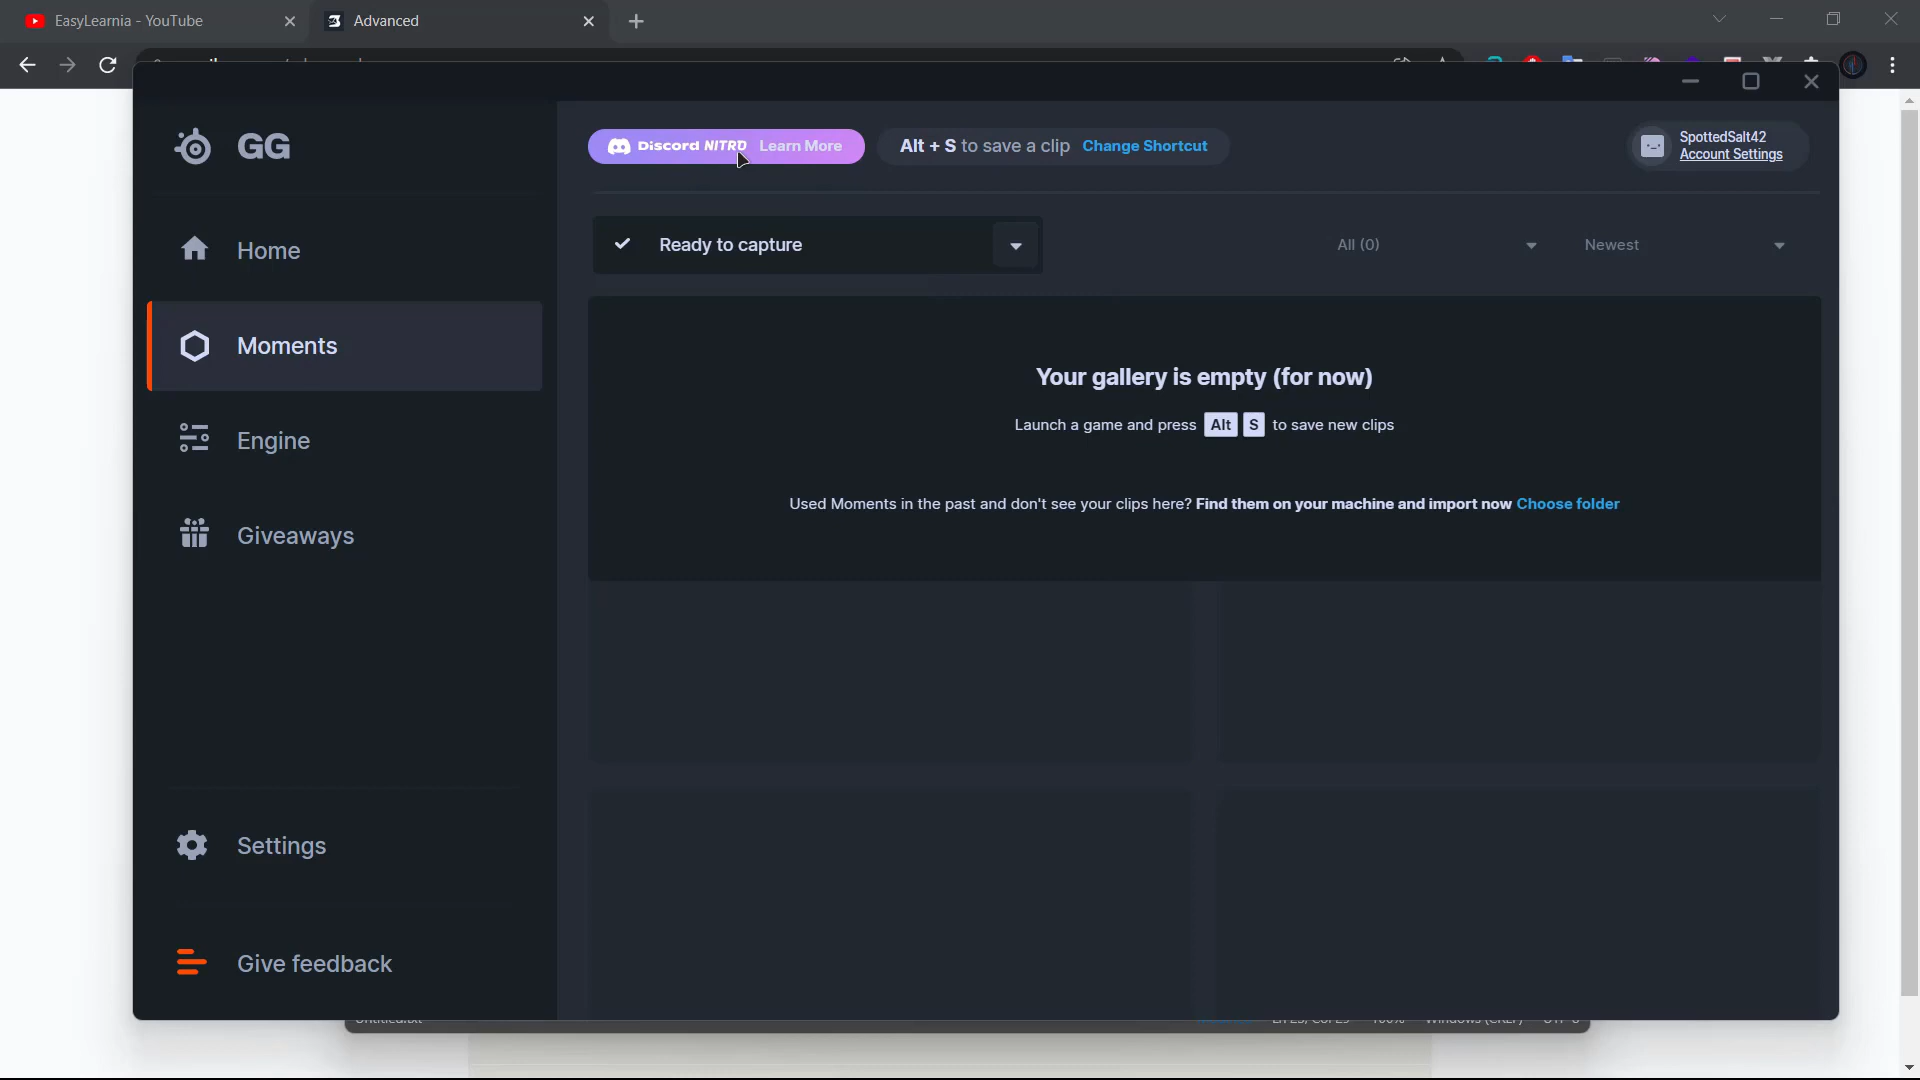 EasyLearnia - YouTube
Advanced
GG
Discord NITRO Learn More
Alt + S to save a clip Change Shortcut
SpottedSalt42
Account Settings
Home
Ready to capture
All (0)
Newest
Moments
Your gallery is empty (for now)
Launch a game and press Alt S to save new clips
Engine
Used Moments in the past and don't see your clips here? Find them on your machine and import now Choose folder
Giveaways
Settings
Give feedback